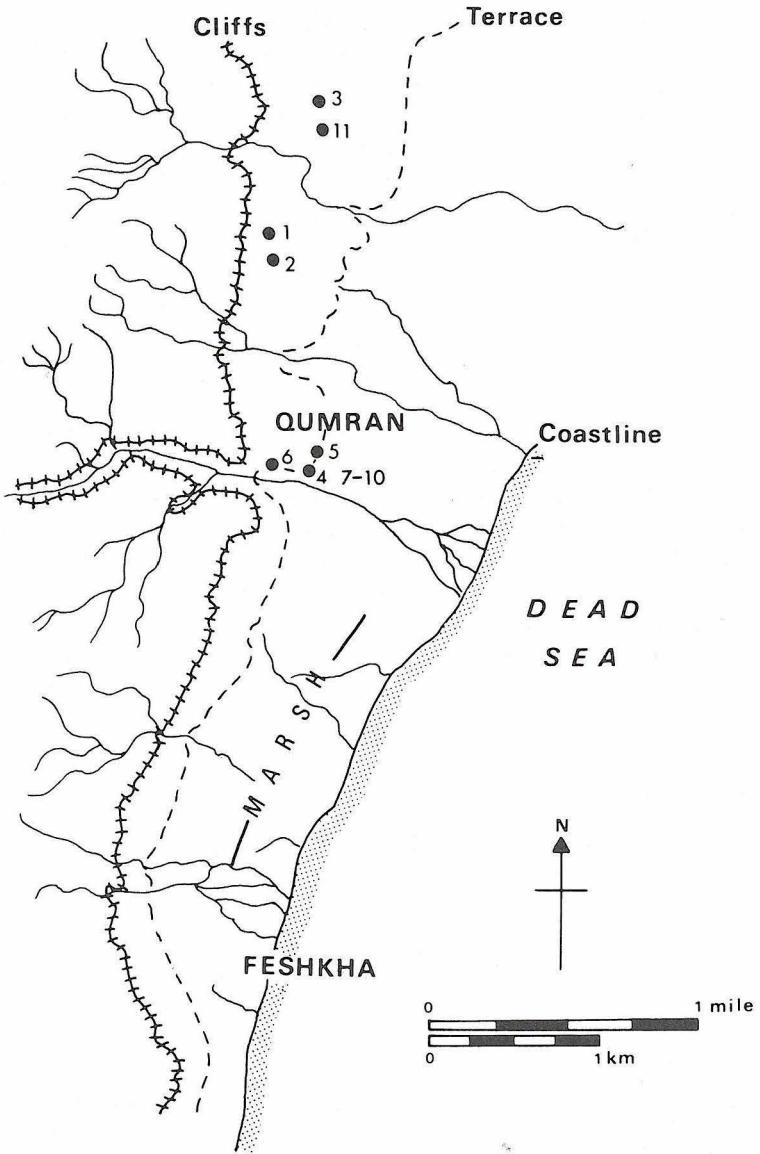 Cliffs
Terrace
3
11
1
2
QUMRAN
5
6
4 7-10
Coastline
DEAD
SEA
MARSH
N
FESHKHA
0 1 mile
0 1 km